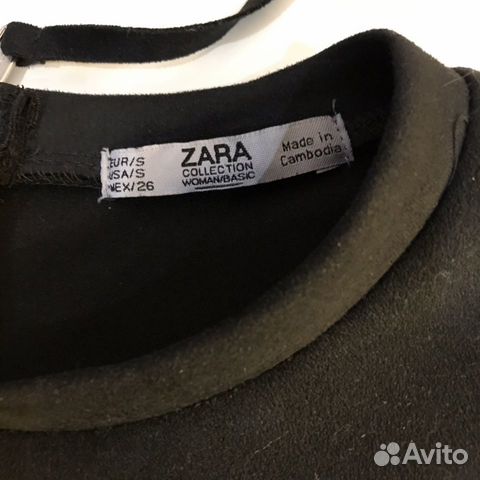 EUR/S
USA/S
MEX/26
ZARA
COLLECTION
WOMAN/BASIC
Made in
Cambodia
Avito